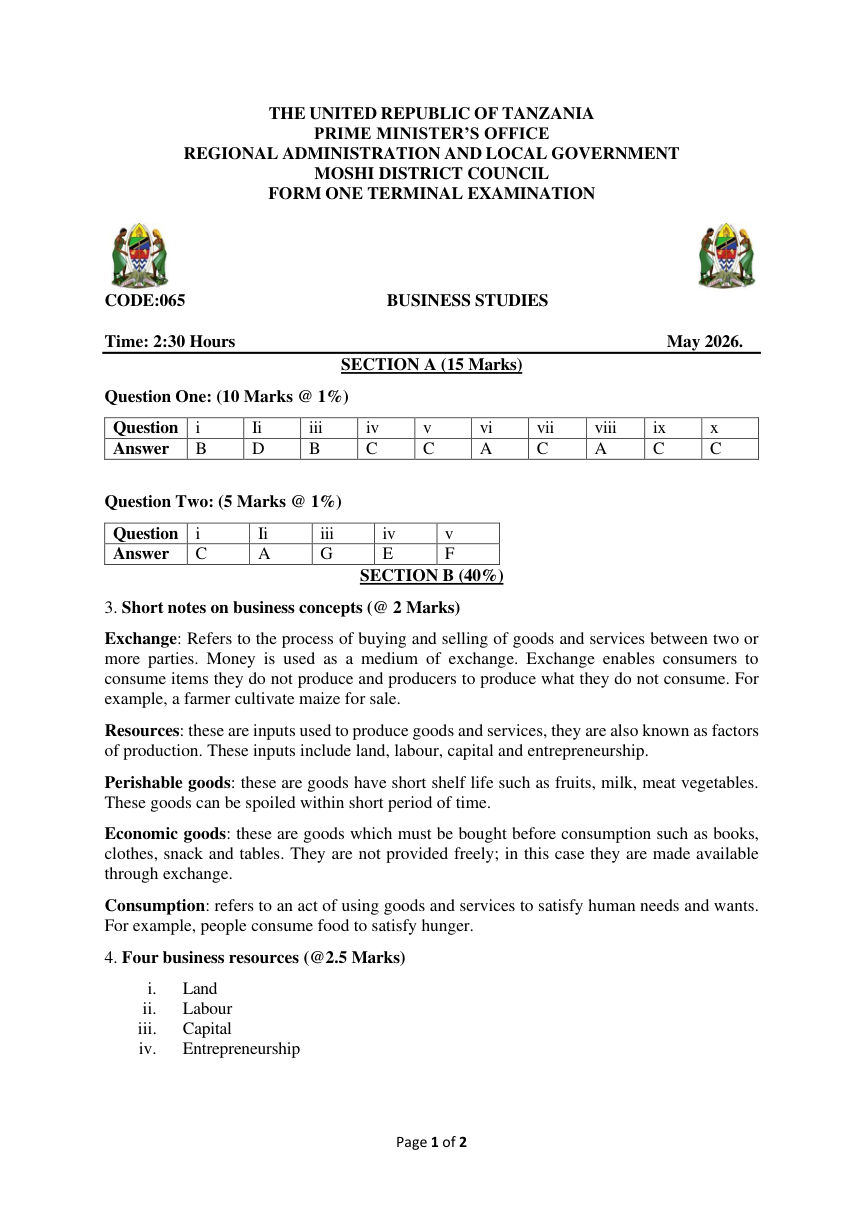 THE UNITED REPUBLIC OF TANZANIA
PRIME MINISTER’S OFFICE
REGIONAL ADMINISTRATION AND LOCAL GOVERNMENT
MOSHI DISTRICT COUNCIL
FORM ONE TERMINAL EXAMINATION
CODE:065 BUSINESS STUDIES
Time: 2:30 Hours May 2026.
SECTION A (15 Marks)
Question One: (10 Marks @ 1%)
Question i Ii iii iv v vi vii viii ix x
Answer B D B C C A C A C C
Question Two: (5 Marks @ 1%)
Question i Ii iii iv v
Answer C A G E F
SECTION B (40%)
3. Short notes on business concepts (@ 2 Marks)
Exchange: Refers to the process of buying and selling of goods and services between two or
more parties. Money is used as a medium of exchange. Exchange enables consumers to
consume items they do not produce and producers to produce what they do not consume. For
example, a farmer cultivate maize for sale.
Resources: these are inputs used to produce goods and services, they are also known as factors
of production. These inputs include land, labour, capital and entrepreneurship.
Perishable goods: these are goods have short shelf life such as fruits, milk, meat vegetables.
These goods can be spoiled within short period of time.
Economic goods: these are goods which must be bought before consumption such as books,
clothes, snack and tables. They are not provided freely; in this case they are made available
through exchange.
Consumption: refers to an act of using goods and services to satisfy human needs and wants.
For example, people consume food to satisfy hunger.
4. Four business resources (@2.5 Marks)
i. Land
ii. Labour
iii. Capital
iv. Entrepreneurship
Page 1 of 2